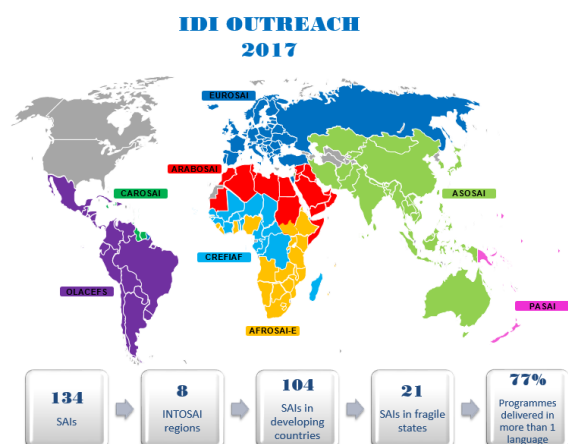 IDI OUTREACH
2017
EUROSAI
ARABOSAI
CAROSAI
ASOSAI
CREFIAF
OLACEFS
PASAI
AFROSAI-E
134
SAIs
8
INTOSAI
regions
104
SAIs in
developing
countries
21
SAIs in fragile
states
77%
Programmes
delivered in
more than 1
language